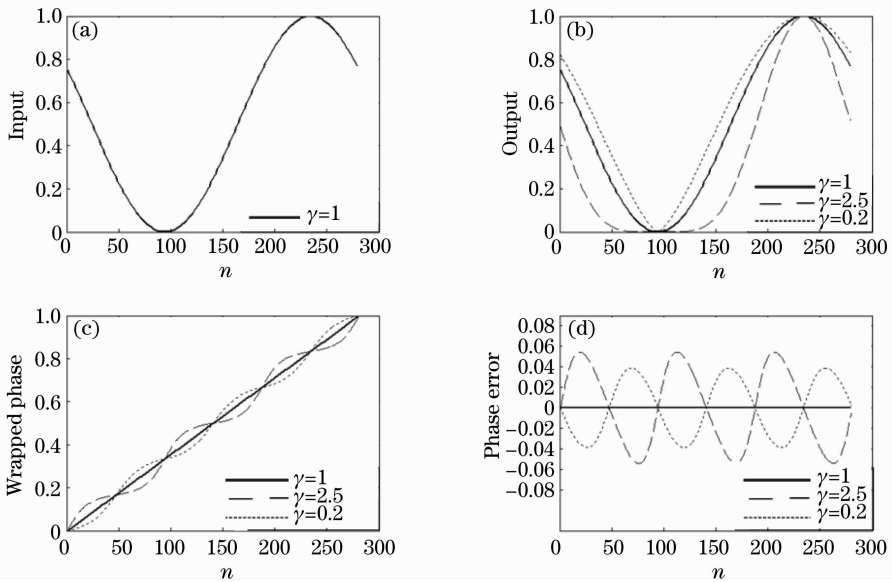 (a)
1.0
0.8
0.6
0.4
0.2
0
Input
γ=1
0 50 100 150 200 250 300
n
(b)
1.0
0.8
0.6
0.4
0.2
0
Output
γ=1
γ=2.5
γ=0.2
0 50 100 150 200 250 300
n
(c)
1.0
0.8
0.6
0.4
0.2
0
Wrapped phase
γ=1
γ=2.5
γ=0.2
0 50 100 150 200 250 300
n
(d)
0.08
0.06
0.04
0.02
0
−0.02
−0.04
−0.06
−0.08
Phase error
γ=1
γ=2.5
γ=0.2
0 50 100 150 200 250 300
n